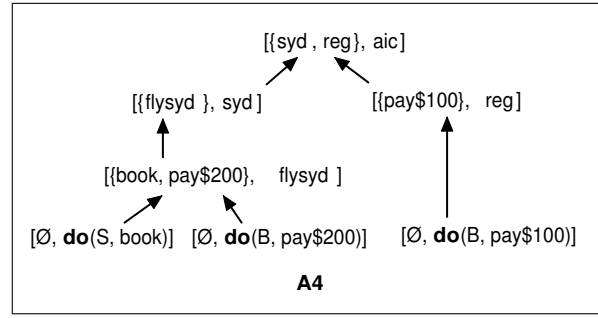 [{syd , reg}, aic]
[{flysyd }, syd ] [{pay$100}, reg]
[{book, pay$200}, flysyd ]
[Ø, do(S, book)] [Ø, do(B, pay$200)] [Ø, do(B, pay$100)]
A4